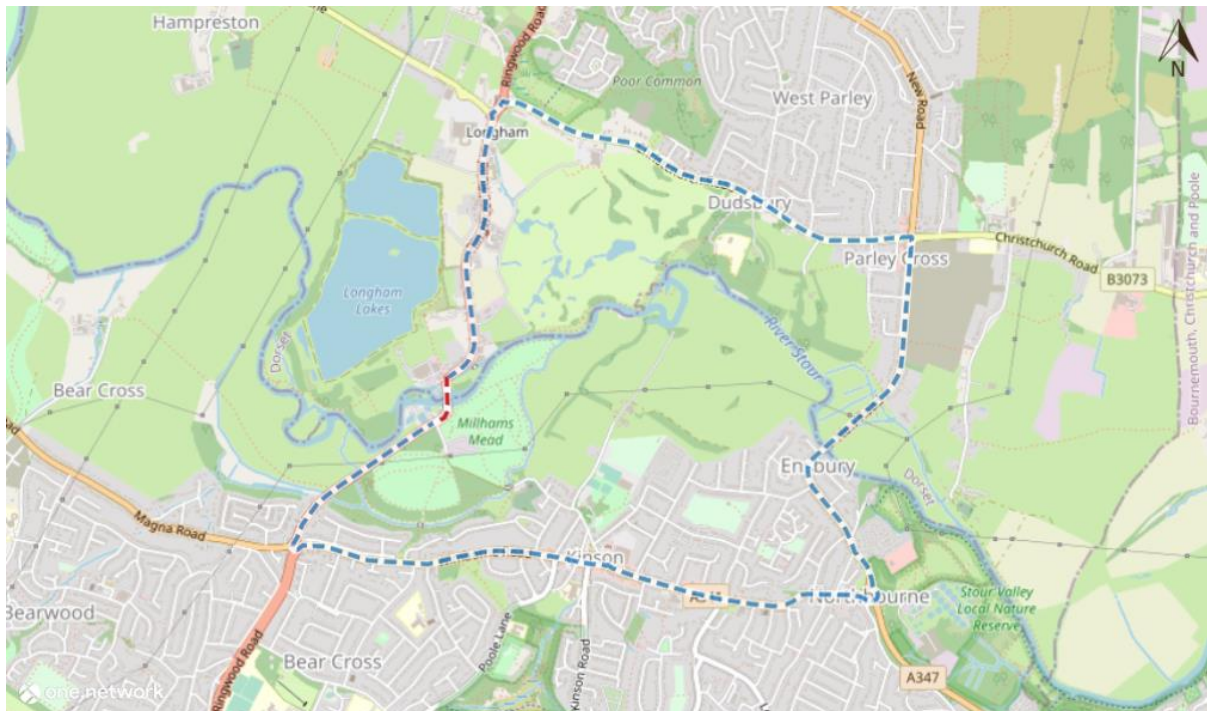 Hampreston
Ringwood Road
Poor Common
N
West Parley
New Road
Longham
Dudsbury
Christchurch Road
Parley Cross
B3073
Bournemouth, Christchurch and Poole
Longham
Lakes
Dorset
River Stour
Bear Cross
Millhams
Mead
Dorset
Magna Road
Kinson
Northbourne
Stour Valley
Local Nature
Reserve
Bearwood
Bear Cross
Poole Lane
Kinson Road
Ringwood Road
A347
one.network